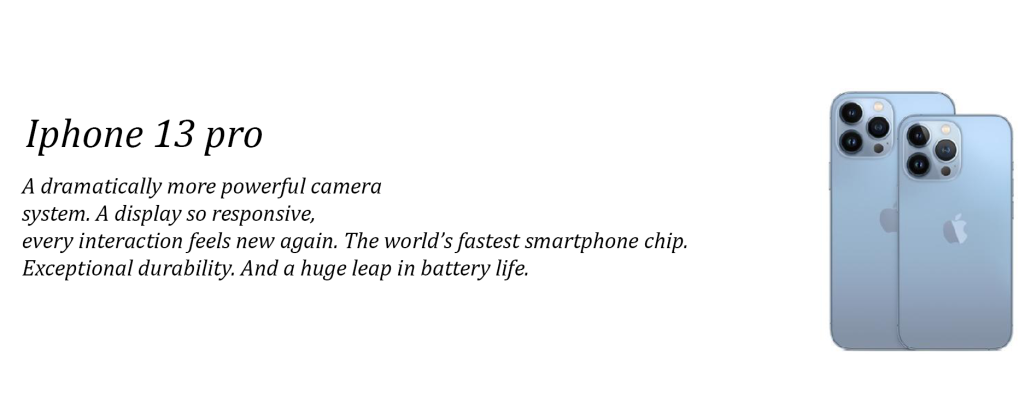 Iphone 13 pro
A dramatically more powerful camera
system. A display so responsive,
every interaction feels new again. The world’s fastest smartphone chip.
Exceptional durability. And a huge leap in battery life.